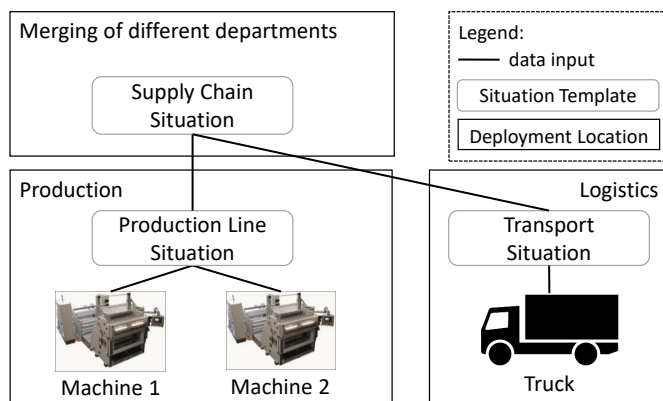 Merging of different departments
Supply Chain
Situation
Legend:
data input
Situation Template
Deployment Location
Production
Production Line
Situation
Machine 1
Machine 2
Logistics
Transport
Situation
Truck